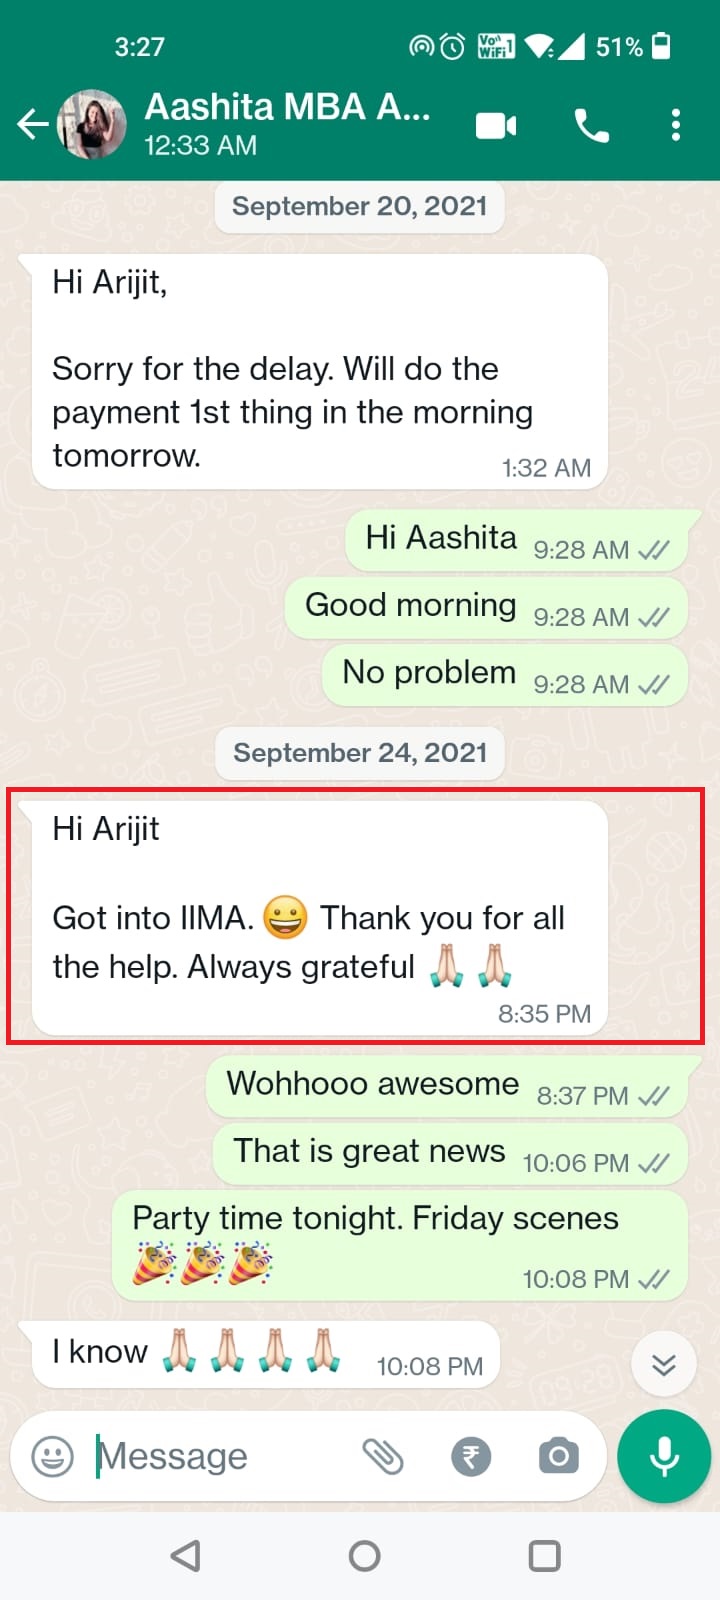 3:27
Vo))
WiFi 1
51%
Aashita MBA A...
12:33 AM
September 20, 2021
Hi Arijit,
Sorry for the delay. Will do the
payment 1st thing in the morning
tomorrow.
1:32 AM
Hi Aashita 9:28 AM
Good morning 9:28 AM
No problem 9:28 AM
September 24, 2021
Hi Arijit
Got into IIMA. 😀 Thank you for all
the help. Always grateful 🙏🏻 🙏🏻
8:35 PM
Wohhooo awesome 8:37 PM
That is great news 10:06 PM
Party time tonight. Friday scenes
🎉🎉🎉 10:08 PM
I know 🙏🏻 🙏🏻 🙏🏻 🙏🏻 10:08 PM
Message
₹